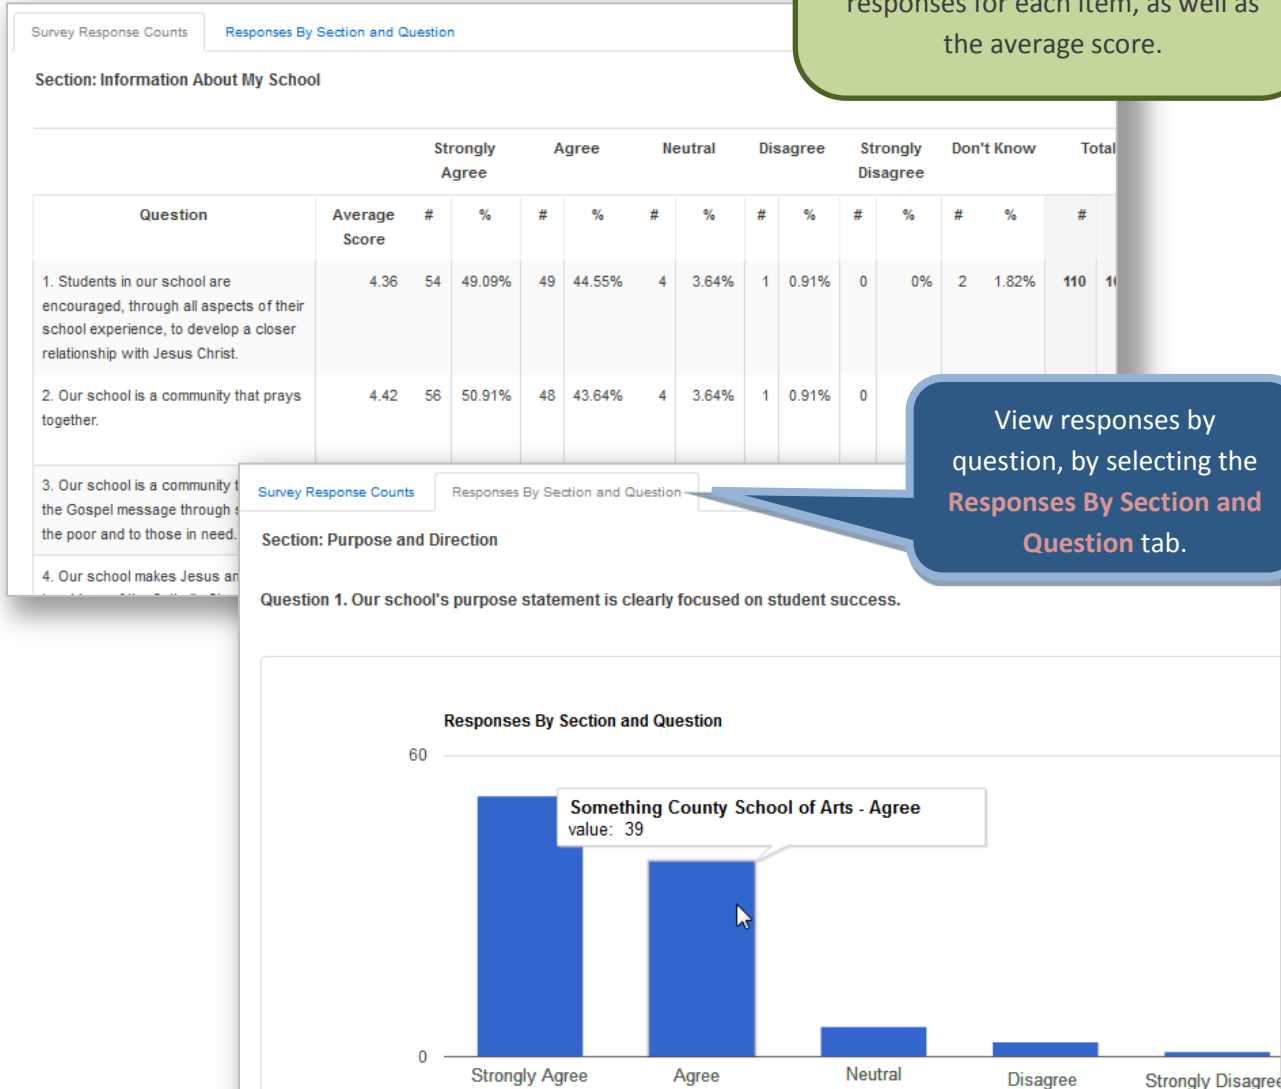 responses for each item, as well as
the average score.
Survey Response Counts Responses By Section and Question
Section: Information About My School
Strongly Agree Agree Neutral Disagree Strongly Disagree Don't Know Total
Question Average Score # % # % # % # % # % # % #
1. Students in our school are 4.36 54 49.09% 49 44.55% 4 3.64% 1 0.91% 0 0% 2 1.82% 110
encouraged, through all aspects of their
school experience, to develop a closer
relationship with Jesus Christ.
2. Our school is a community that prays 4.42 56 50.91% 48 43.64% 4 3.64% 1 0.91% 0
together.
3. Our school is a community
the Gospel message through
the poor and to those in need.
4. Our school makes Jesus
View responses by
question, by selecting the
Responses By Section and
Question tab.
Survey Response Counts Responses By Section and Question
Section: Purpose and Direction
Question 1. Our school's purpose statement is clearly focused on student success.
Responses By Section and Question
60
Something County School of Arts - Agree
value: 39
0
Strongly Agree Agree Neutral Disagree Strongly Disagree